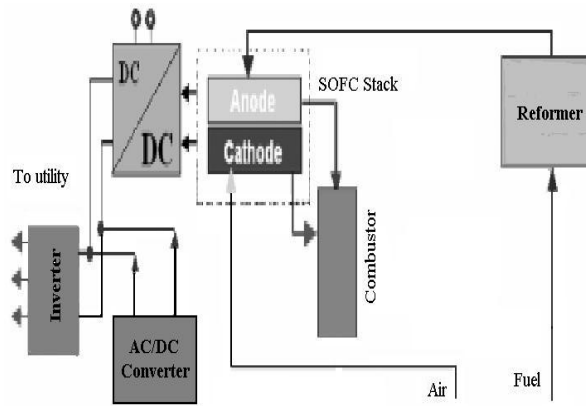 DC
DC
Anode
Cathode
SOFC Stack
Reformer
To utility
Inverter
AC/DC
Converter
Combustor
Air
Fuel